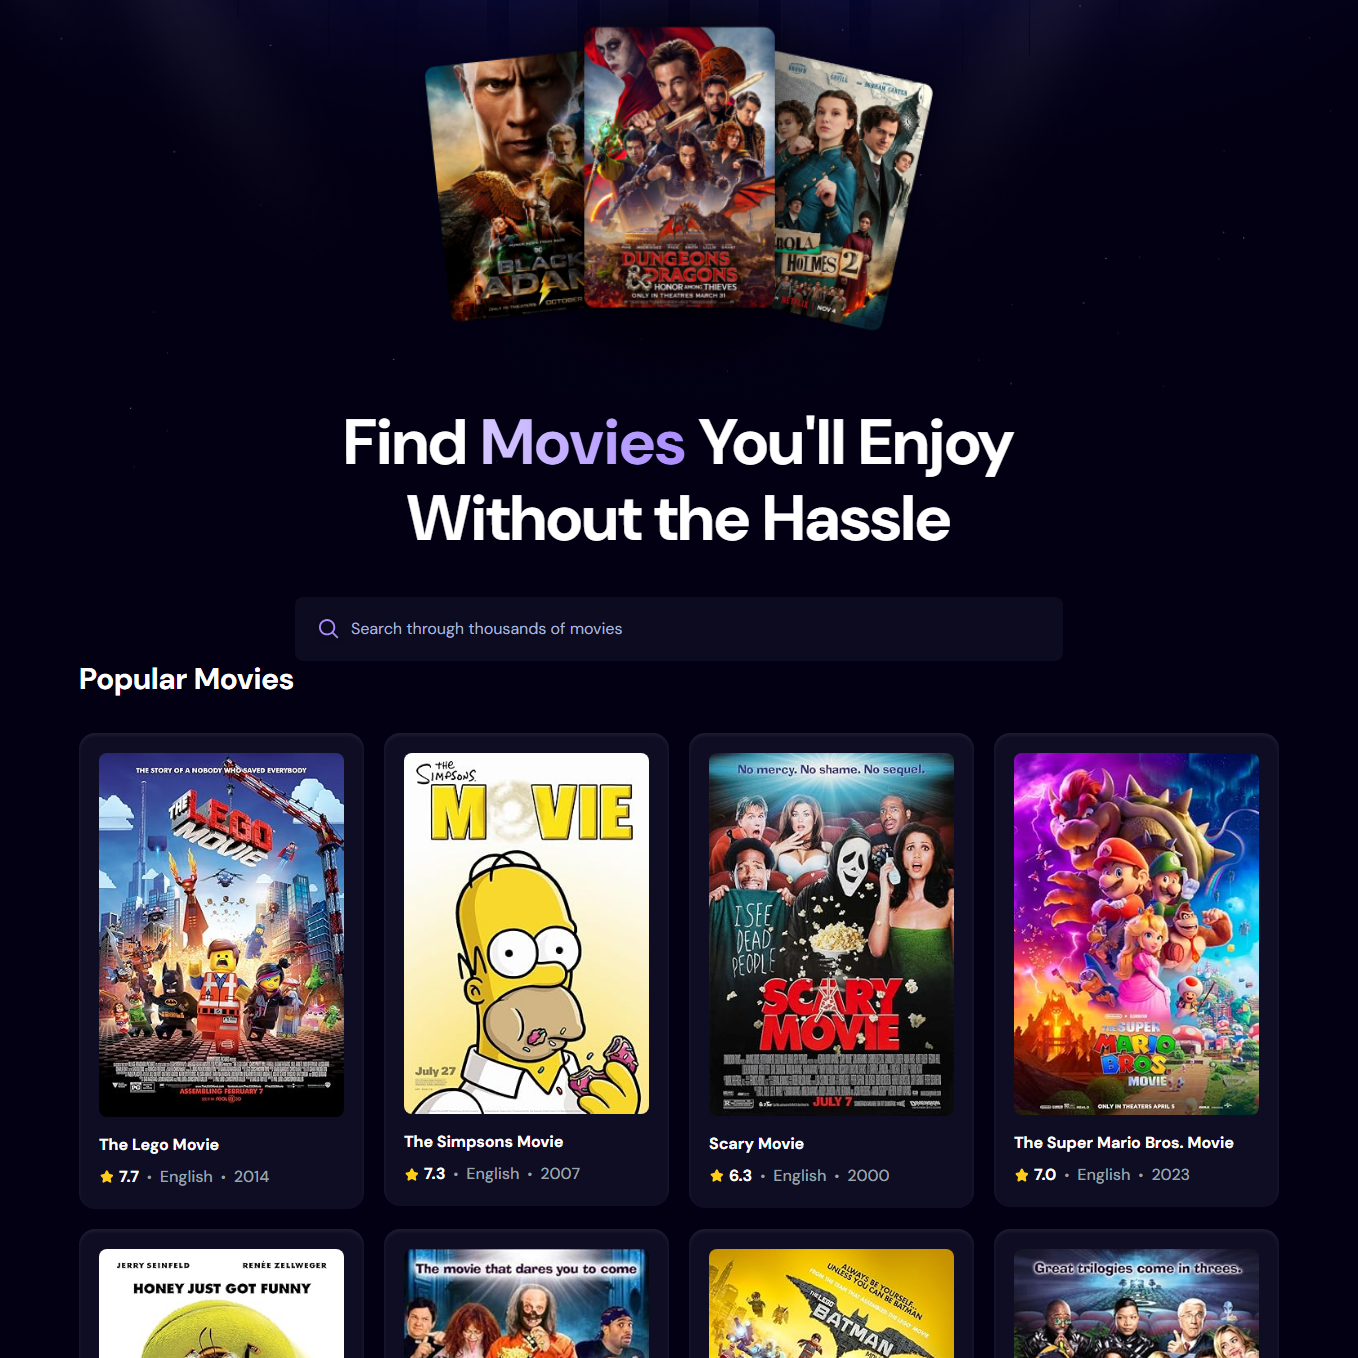 BLACK
ADAM
OCTOBER
DUNGEONS
& DRAGONS
HONOR AMONG THIEVES
ONLY IN THEATRES MARCH 31
HOLMES 2
NETFLIX
NOV 4
Find Movies You'll Enjoy
Without the Hassle
Search through thousands of movies
Popular Movies
THE STORY OF A NOBODY WHO SAVED EVERYBODY
THE LEGO
MOVIE
ASSEMBLING FEBRUARY 7
The Lego Movie
7.7 • English • 2014
THE
SIMPSONS
MOVIE
July 27
The Simpsons Movie
7.3 • English • 2007
No mercy. No shame. No sequel.
I SEE
DEAD
PEOPLE
SCARY
MOVIE
JULY 7
Scary Movie
6.3 • English • 2000
THE SUPER
MARIO
BROS.
MOVIE
ONLY IN THEATERS APRIL 5
The Super Mario Bros. Movie
7.0 • English • 2023
JERRY SEINFELD RENÉE ZELLWEGER
HONEY JUST GOT FUNNY
The movie that dares you to come
ALWAYS BE YOURSELF...
UNLESS YOU CAN BE BATMAN
THE LEGO
BATMAN
Great trilogies come in threes.